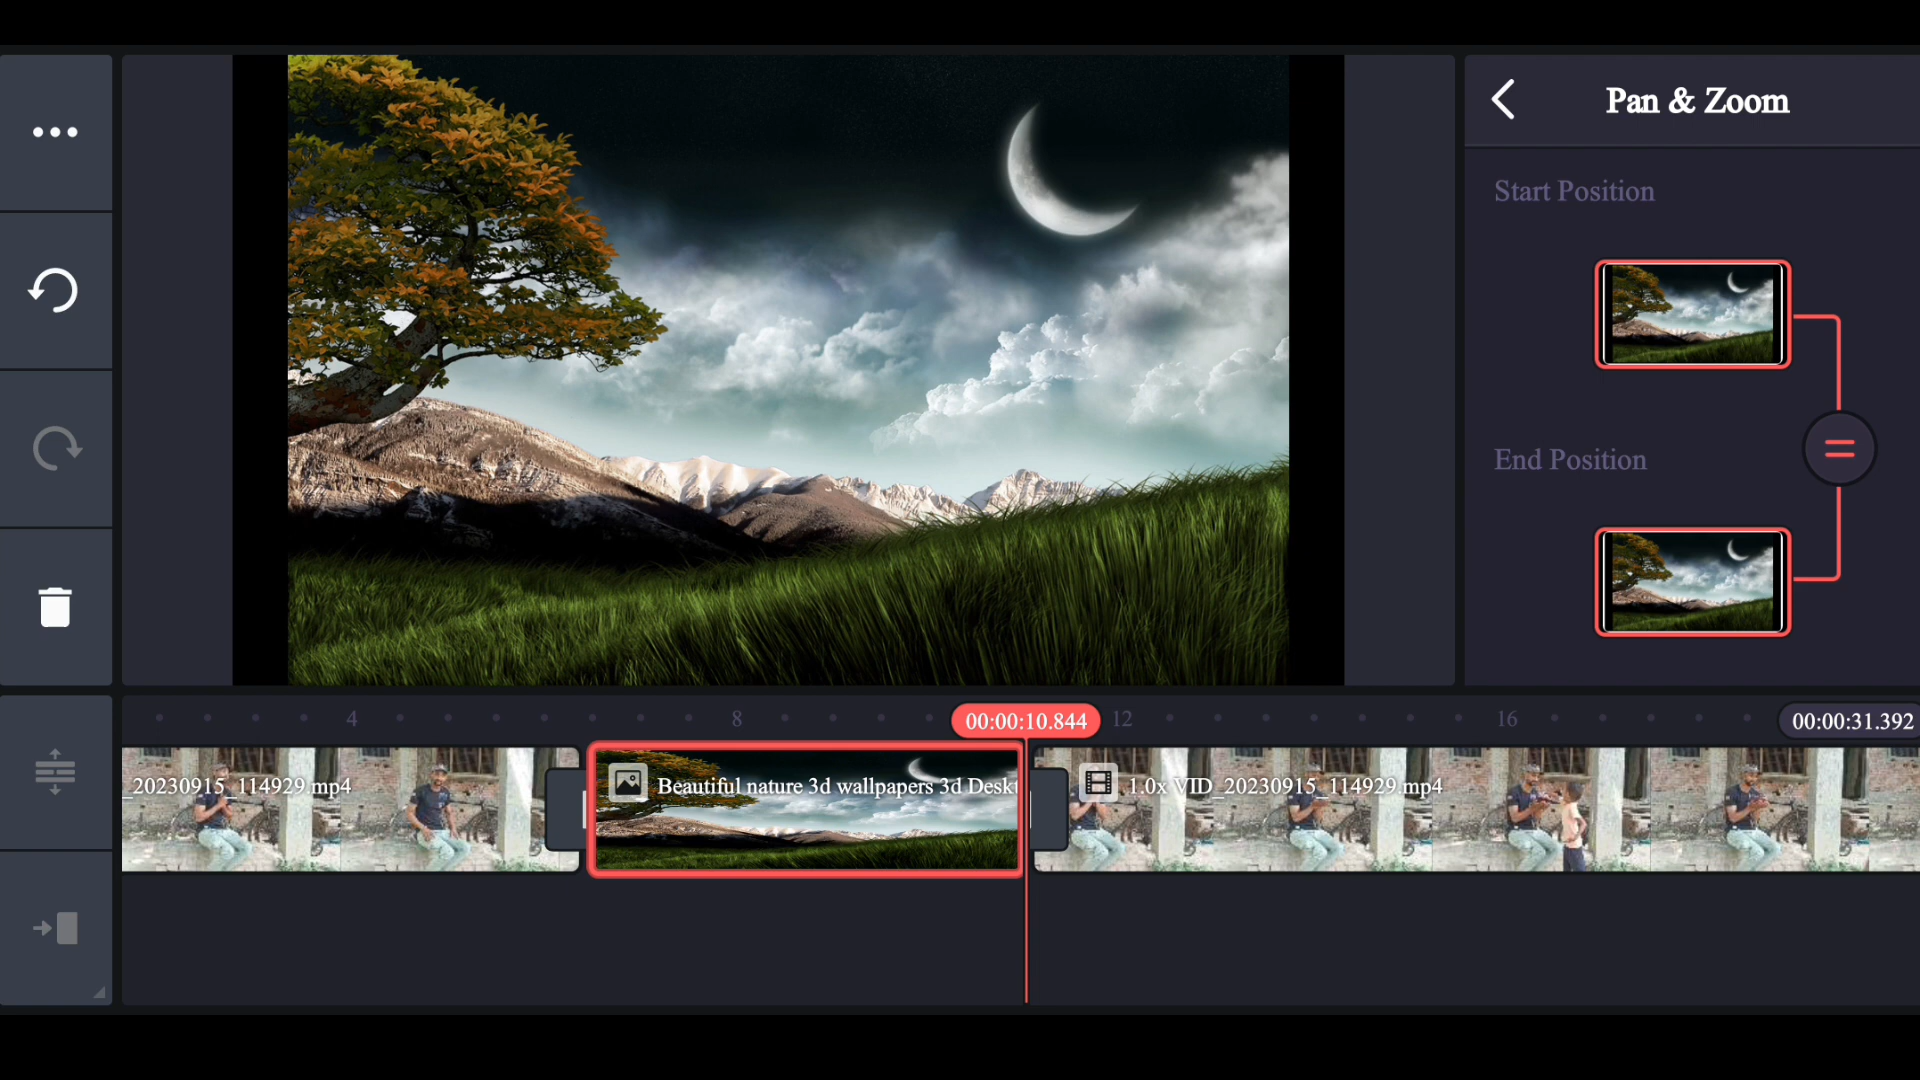 Pan & Zoom
Start Position
End Position
4
8
00:00:10.844
12
16
00:00:31.392
_20230915_114929.mp4
Beautiful nature 3d wallpapers 3d Deskt
1.0x VID_20230915_114929.mp4